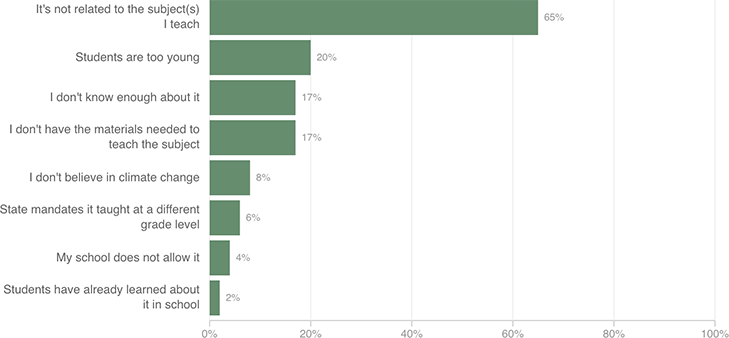 It's not related to the subject(s)
I teach
65%
Students are too young
20%
I don't know enough about it
17%
I don't have the materials needed to
teach the subject
17%
I don't believe in climate change
8%
State mandates it taught at a different
grade level
6%
My school does not allow it
4%
Students have already learned about
it in school
2%
0% 20% 40% 60% 80% 100%